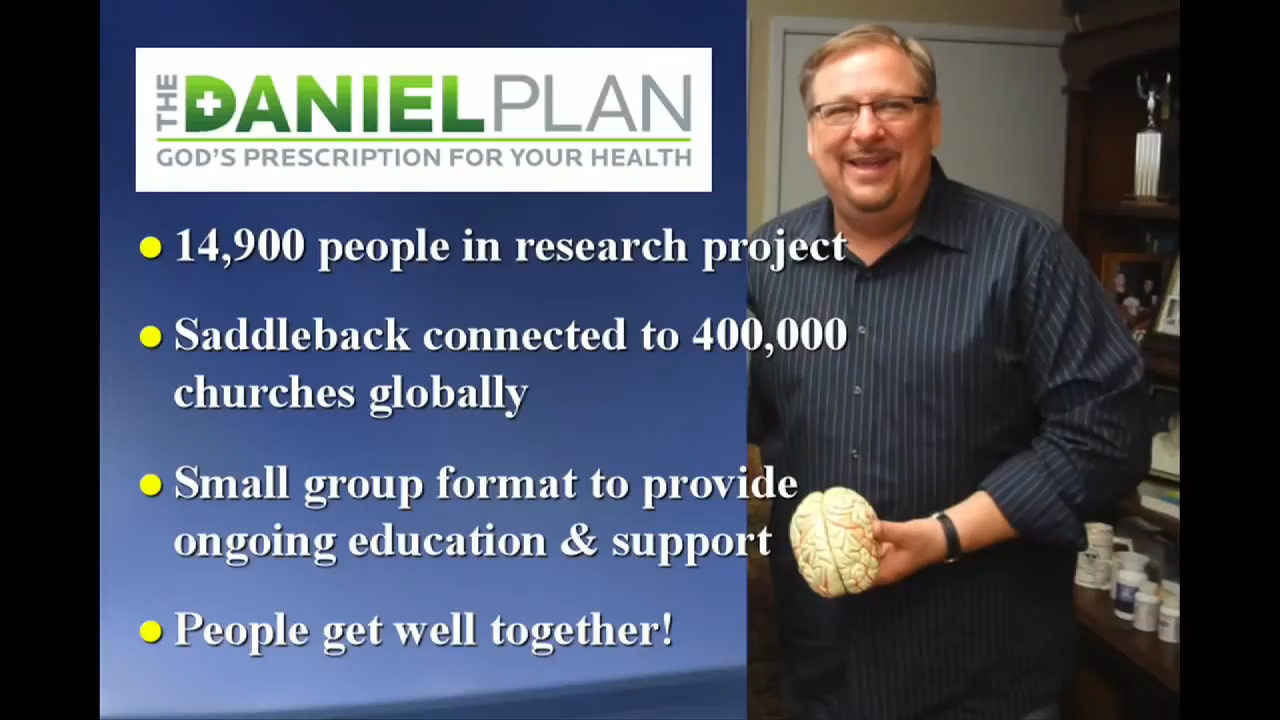 THE DANIEL PLAN
GOD'S PRESCRIPTION FOR YOUR HEALTH
14,900 people in research project
Saddleback connected to 400,000
churches globally
Small group format to provide
ongoing education & support
People get well together!